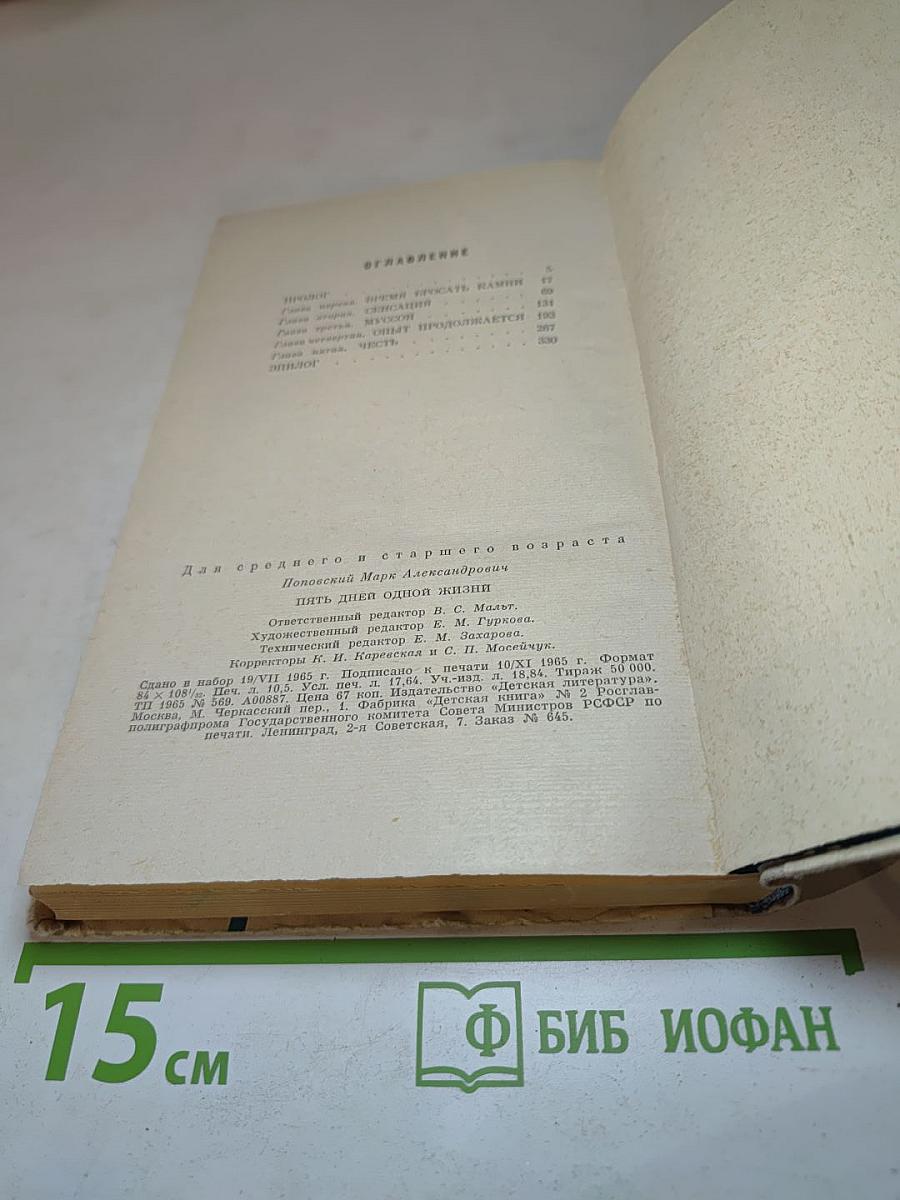 ОГЛАВЛЕНИЕ
ПРОЛОГ . . . 5
Глава первая. ВРЕМЯ БРОСАТЬ КАМНИ 17
Глава вторая. СЕНСАЦИЙ . . . 69
Глава третья. МУССОН . . . 131
Глава четвертая. ОПЫТ ПРОДОЛЖАЕТСЯ 193
Глава пятая. ЧЕСТЬ . . . 267
ЭПИЛОГ . . . 330
Для среднего и старшего возраста
Поповский Марк Александрович
ПЯТЬ ДНЕЙ ОДНОЙ ЖИЗНИ
Ответственный редактор В. С. Мальт.
Художественный редактор Е. М. Гуркова.
Технический редактор Е. М. Захарова.
Корректоры К. И. Каревская и С. П. Мосейчук.
Сдано в набор 19/VII 1965 г. Подписано к печати 10/XI 1965 г. Формат
84 × 108¹/₃₂. Печ. л. 10,5. Усл. печ. л. 17,64. Уч.-изд. л. 18,84. Тираж 50 000.
ТП 1965 № 569. А00887. Цена 67 коп. Издательство «Детская литература».
Москва, М. Черкасский пер., 1. Фабрика «Детская книга» № 2 Росглав-
полиграфпрома Государственного комитета Совета Министров РСФСР по
печати. Ленинград, 2-я Советская, 7. Заказ № 645.
15 см
Ф БИБ ИОФАН